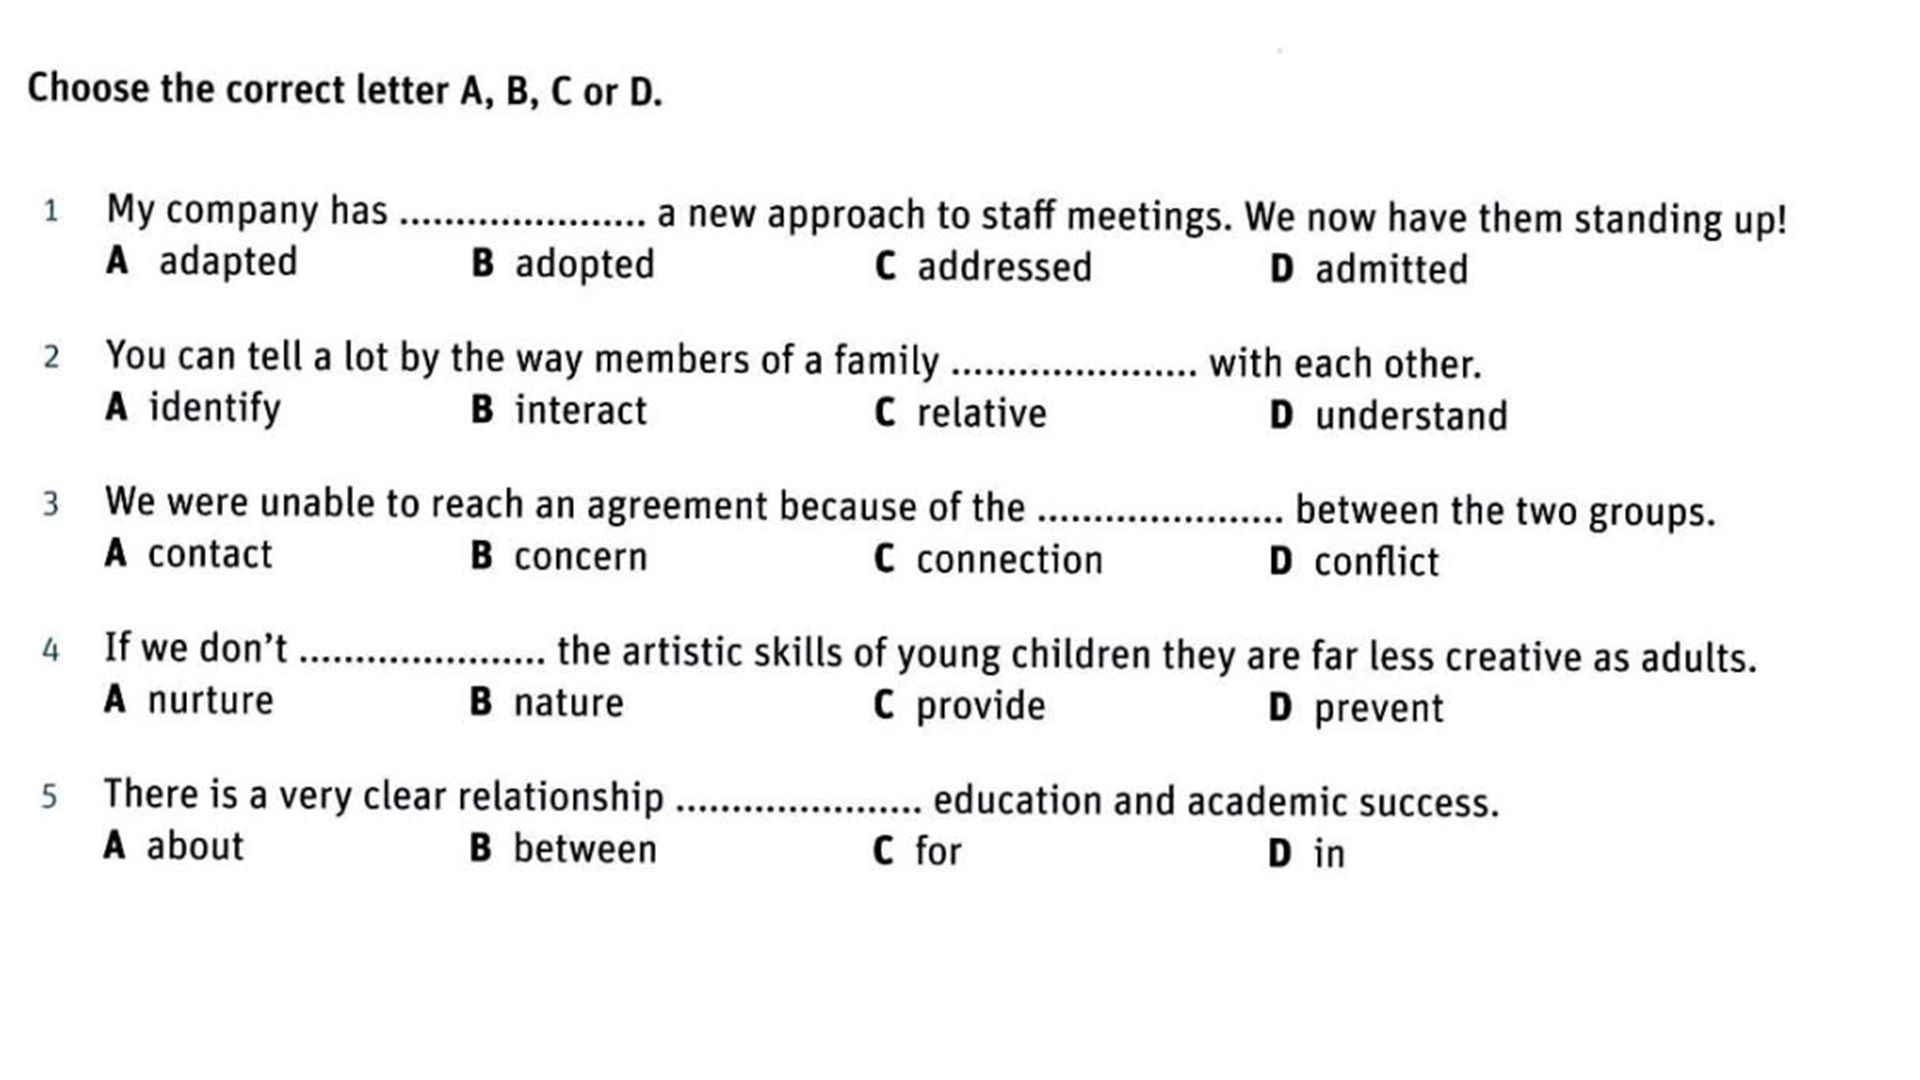 Choose the correct letter A, B, C or D.
1 My company has ...................... a new approach to staff meetings. We now have them standing up!
A adapted B adopted C addressed D admitted
2 You can tell a lot by the way members of a family ...................... with each other.
A identify B interact C relative D understand
3 We were unable to reach an agreement because of the ...................... between the two groups.
A contact B concern C connection D conflict
4 If we don’t ...................... the artistic skills of young children they are far less creative as adults.
A nurture B nature C provide D prevent
5 There is a very clear relationship ...................... education and academic success.
A about B between C for D in